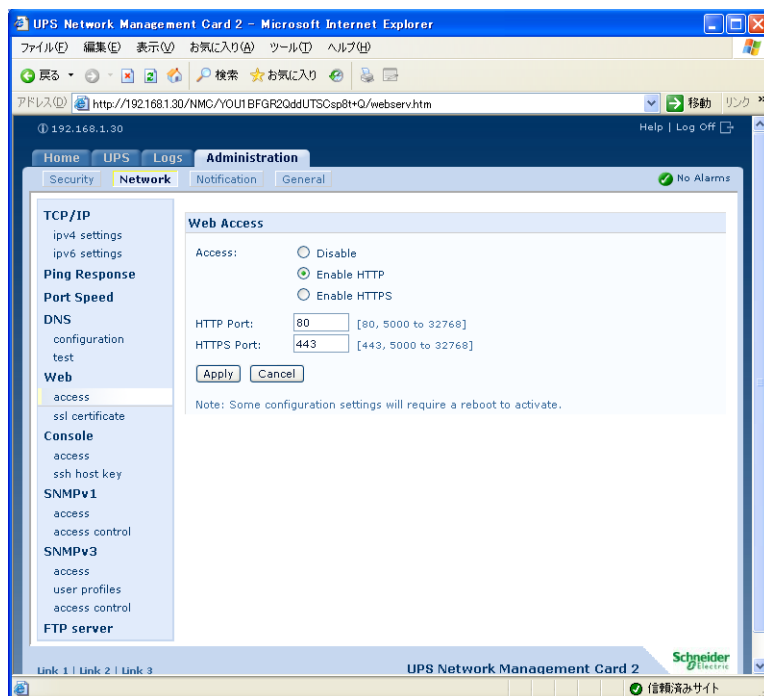 UPS Network Management Card 2 - Microsoft Internet Explorer
ファイル(F) 編集(E) 表示(V) お気に入り(A) ツール(T) ヘルプ(H)
戻る 検索 お気に入り
アドレス(D) http://192.168.1.30/NMC/YOU1BFGR2QddUTSCsp8t+Q/webserv.htm 移動 リンク »
192.168.1.30 Help | Log Off
Home UPS Logs Administration
Security Network Notification General No Alarms
TCP/IP
ipv4 settings
ipv6 settings
Ping Response
Port Speed
DNS
configuration
test
Web
access
ssl certificate
Console
access
ssh host key
SNMPv1
access
access control
SNMPv3
access
user profiles
access control
FTP server
Web Access
Access: Disable
Enable HTTP
Enable HTTPS
HTTP Port: 80 [80, 5000 to 32768]
HTTPS Port: 443 [443, 5000 to 32768]
Apply Cancel
Note: Some configuration settings will require a reboot to activate.
Link 1 | Link 2 | Link 3
UPS Network Management Card 2
Schneider
Electric
信頼済みサイト